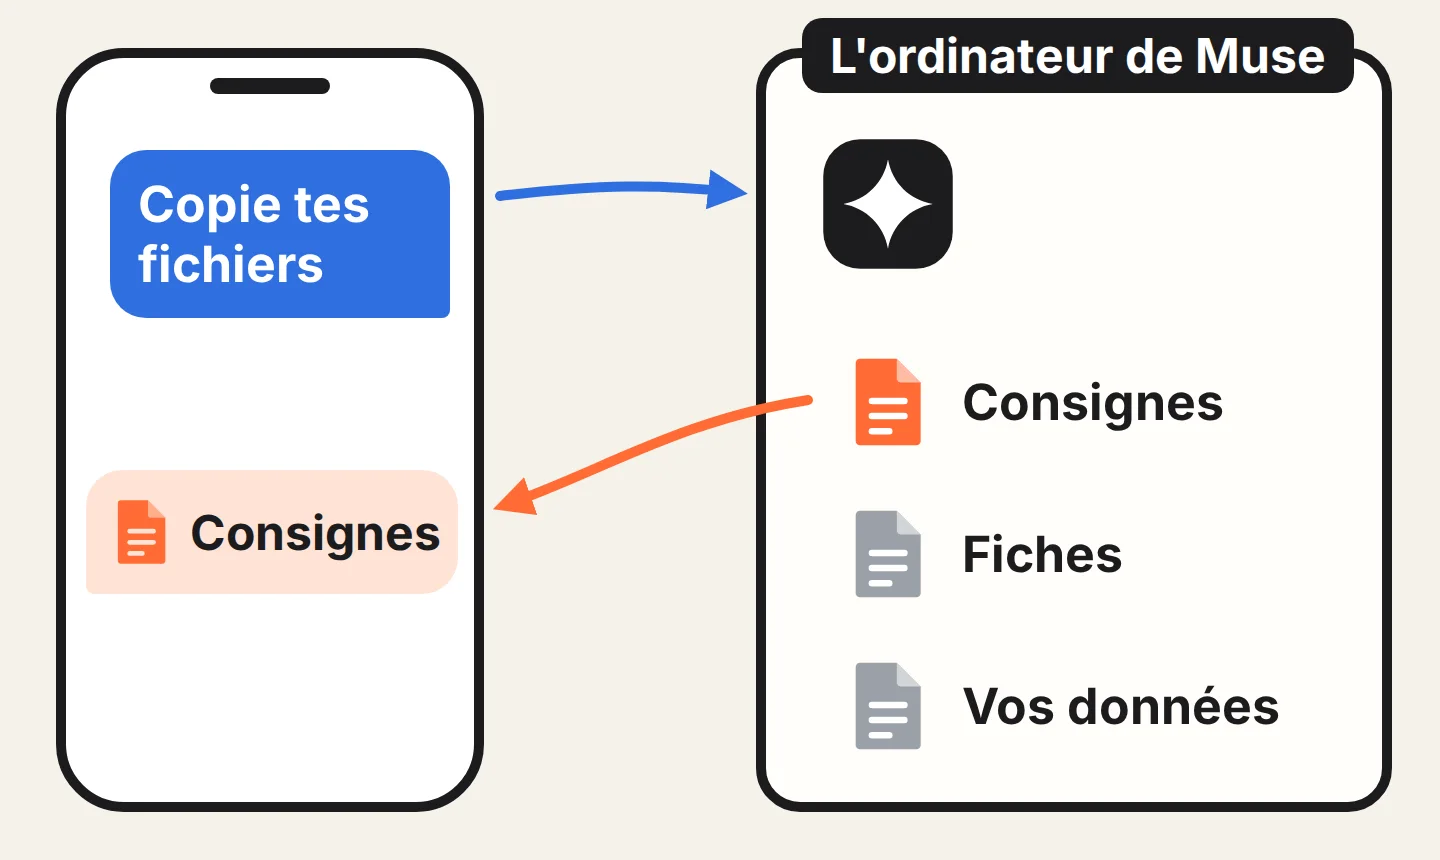 L'ordinateur de Muse
Copie tes
fichiers
Consignes
Consignes
Fiches
Vos données